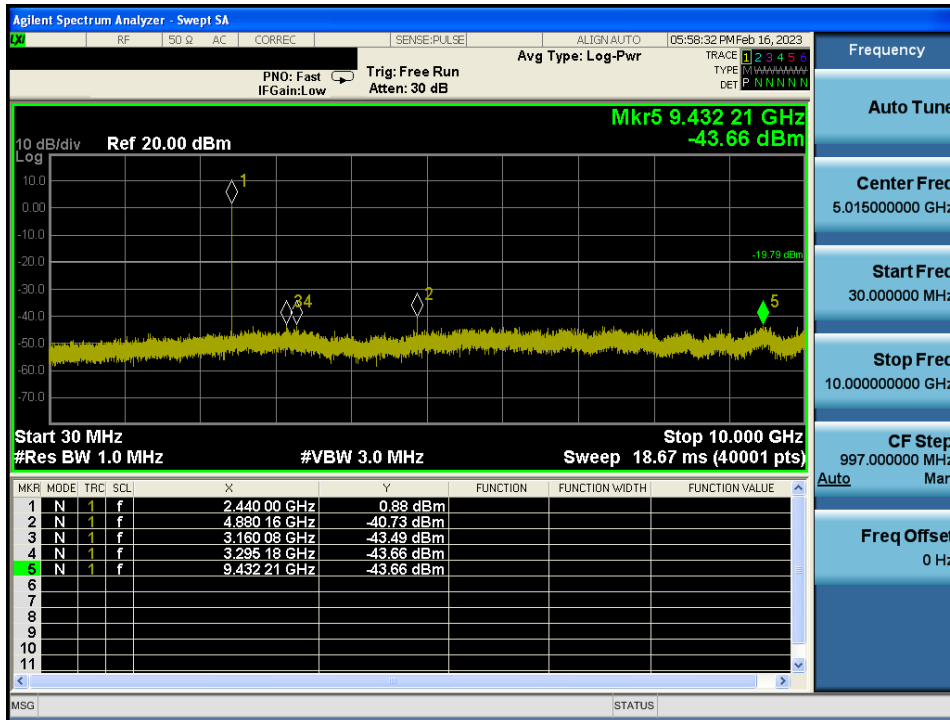 Agilent Spectrum Analyzer - Swept SA
LXI RF 50 Ω AC CORREC SENSE:PULSE ALIGN AUTO 05:58:32 PM Feb 16, 2023
Avg Type: Log-Pwr TRACE 1 2 3 4 5 6
PNO: Fast Trig: Free Run TYPE M
IFGain:Low Atten: 30 dB DET P N N N N N
Mkr5 9.432 21 GHz
-43.66 dBm
10 dB/div Ref 20.00 dBm
Log
10.0
0.00
-10.0
-20.0
-30.0
-40.0
-50.0
-60.0
-70.0
1
34
2
5
-19.79 dBm
Start 30 MHz Stop 10.000 GHz
#Res BW 1.0 MHz #VBW 3.0 MHz Sweep 18.67 ms (40001 pts)
MKR MODE TRC SCL X Y FUNCTION FUNCTION WIDTH FUNCTION VALUE
1 N 1 f 2.440 00 GHz 0.88 dBm
2 N 1 f 4.880 16 GHz -40.73 dBm
3 N 1 f 3.160 08 GHz -43.49 dBm
4 N 1 f 3.295 18 GHz -43.66 dBm
5 N 1 f 9.432 21 GHz -43.66 dBm
6
7
8
9
10
11
MSG STATUS
Frequency
Auto Tune
Center Freq
5.015000000 GHz
Start Freq
30.000000 MHz
Stop Freq
10.000000000 GHz
CF Step
997.000000 MHz
Auto Man
Freq Offset
0 Hz